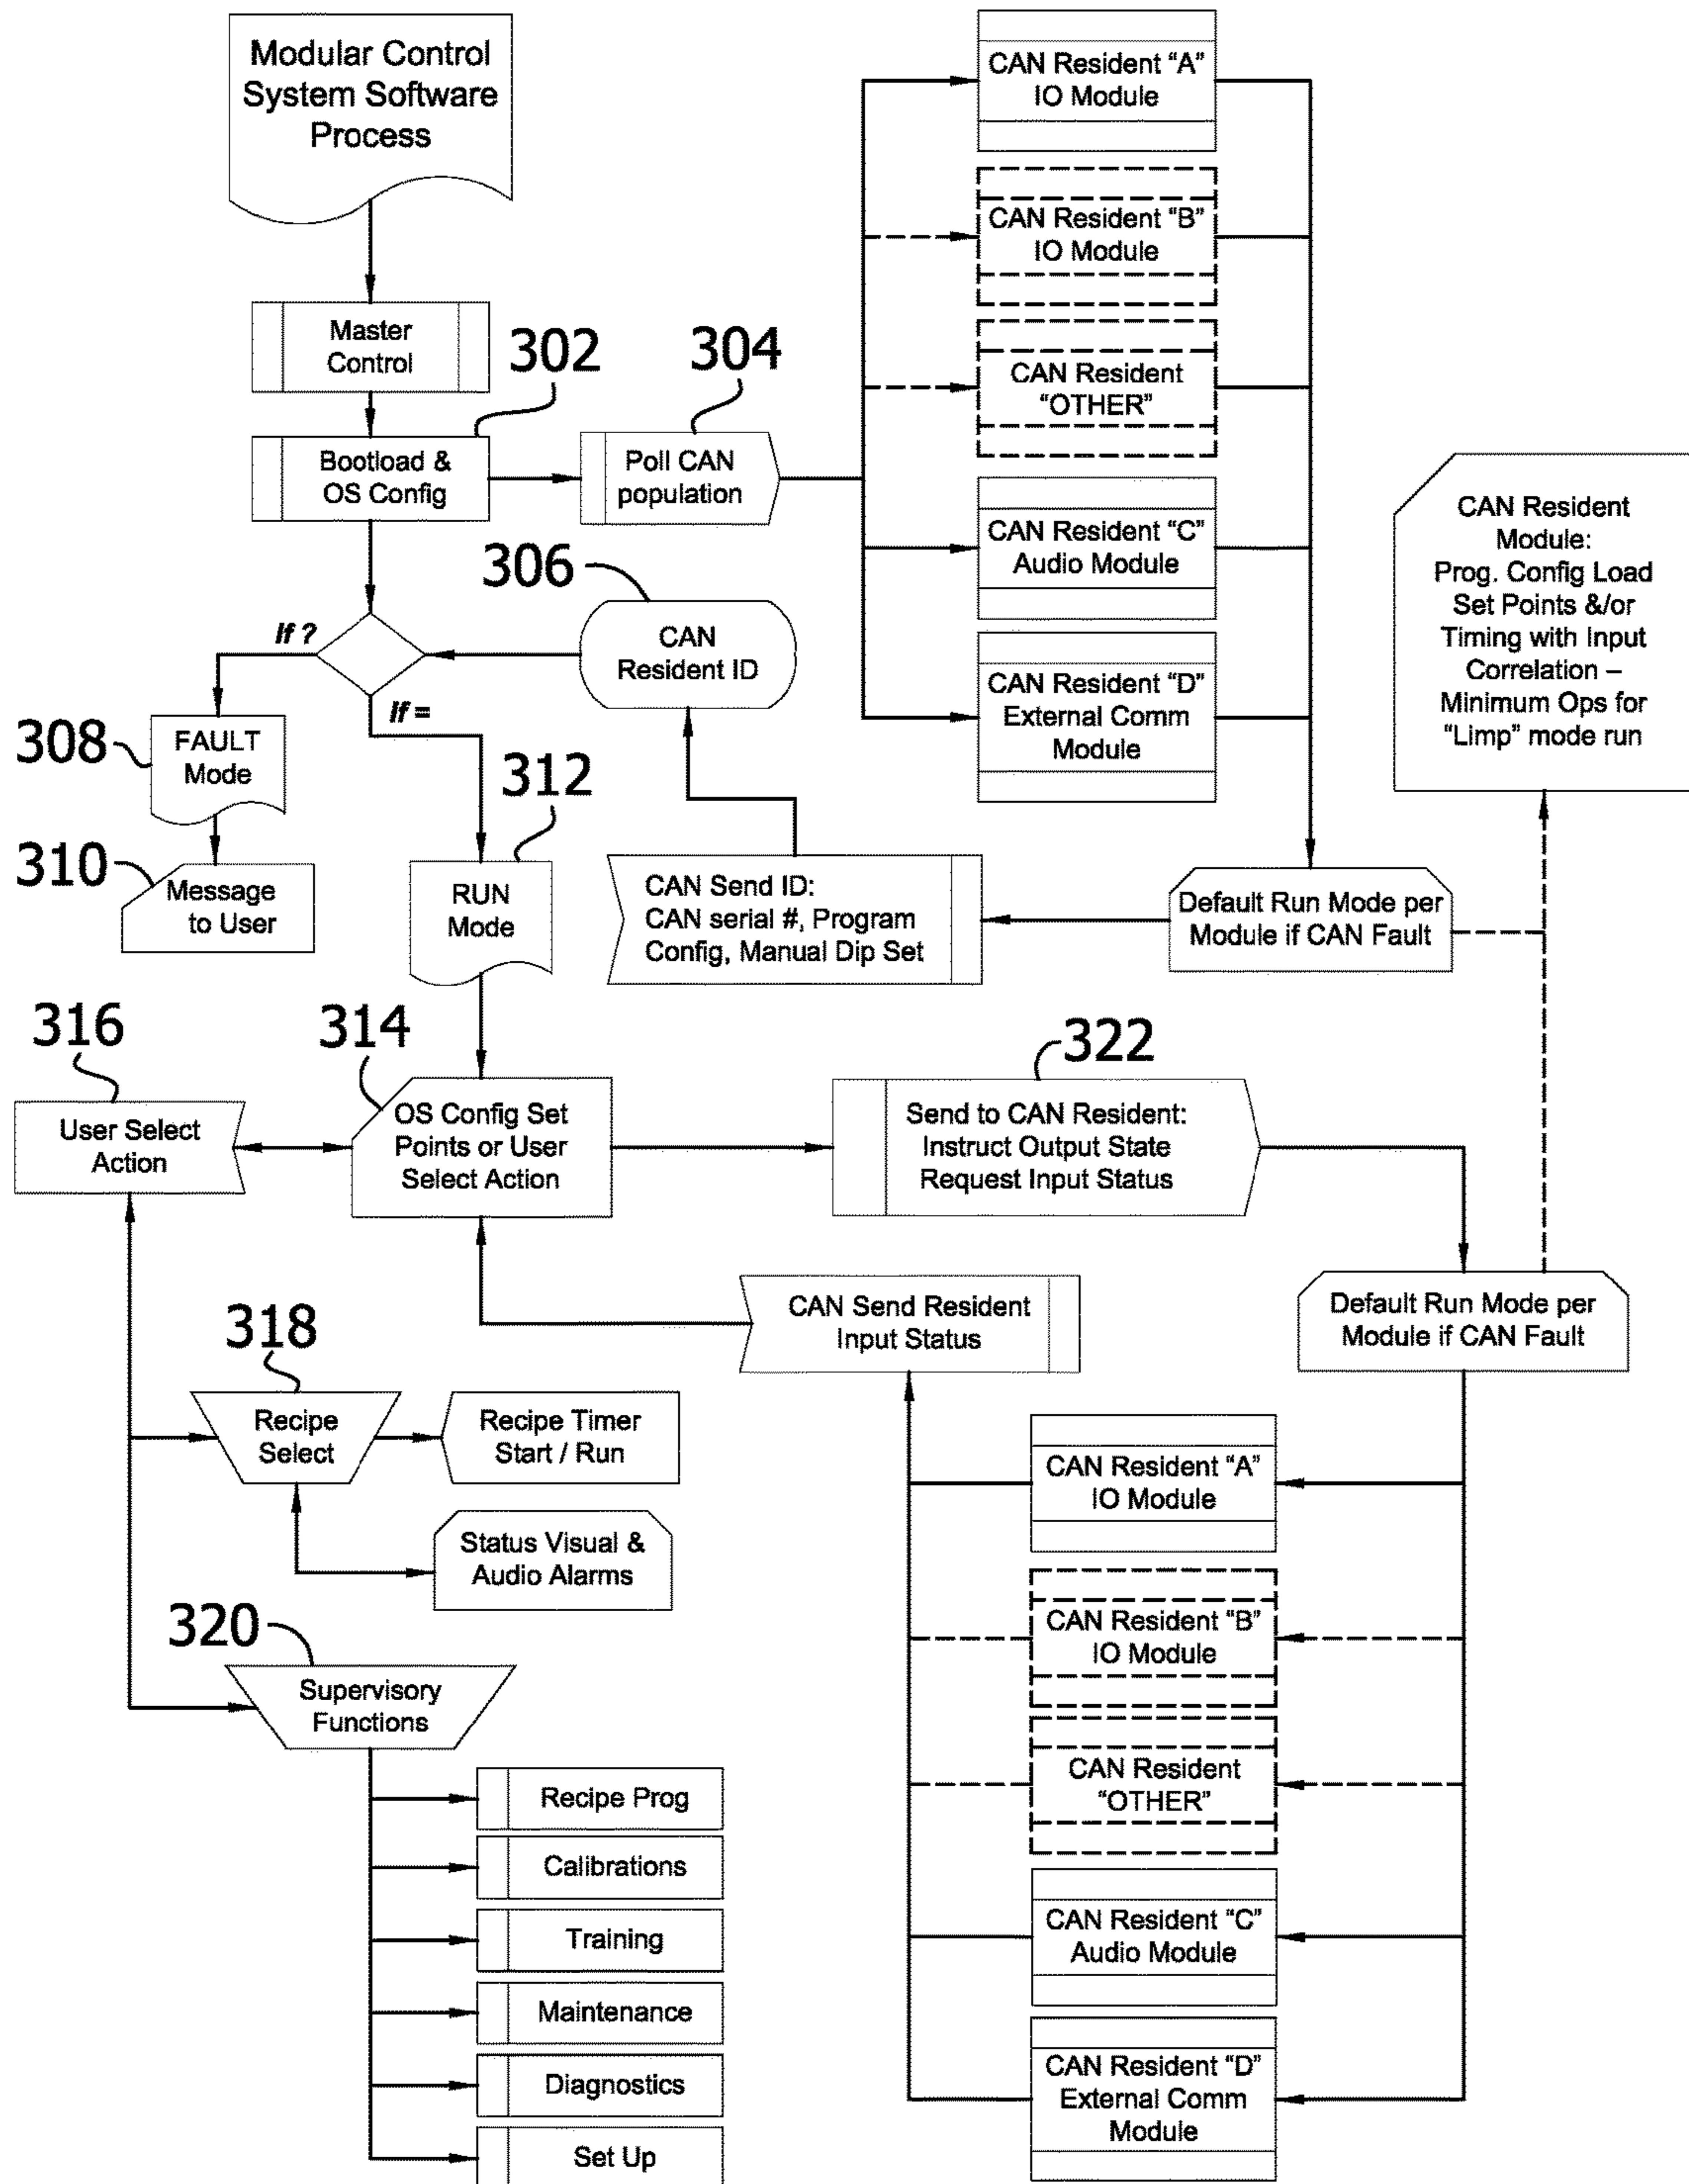 Modular Control
System Software
Process
Master
Control
302
Bootload &
OS Config
304
Poll CAN
population
CAN Resident "A"
IO Module
CAN Resident "B"
IO Module
CAN Resident
"OTHER"
CAN Resident "C"
Audio Module
CAN Resident "D"
External Comm
Module
CAN Resident
Module:
Prog. Config Load
Set Points &/or
Timing with Input
Correlation –
Minimum Ops for
"Limp" mode run
306
CAN
Resident ID
If ?
If =
308
FAULT
Mode
310
Message
to User
312
RUN
Mode
CAN Send ID:
CAN serial #, Program
Config, Manual Dip Set
Default Run Mode per
Module if CAN Fault
316
User Select
Action
314
OS Config Set
Points or User
Select Action
322
Send to CAN Resident:
Instruct Output State
Request Input Status
CAN Send Resident
Input Status
Default Run Mode per
Module if CAN Fault
318
Recipe
Select
Recipe Timer
Start / Run
Status Visual &
Audio Alarms
320
Supervisory
Functions
Recipe Prog
Calibrations
Training
Maintenance
Diagnostics
Set Up
CAN Resident "A"
IO Module
CAN Resident "B"
IO Module
CAN Resident
"OTHER"
CAN Resident "C"
Audio Module
CAN Resident "D"
External Comm
Module